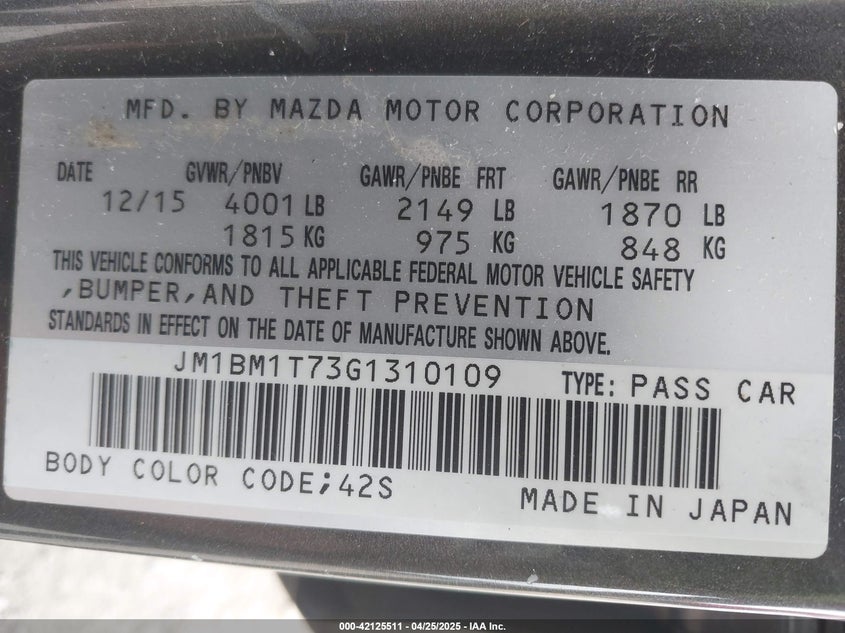 MFD. BY MAZDA MOTOR CORPORATION
DATE GVWR/PNBV GAWR/PNBE FRT GAWR/PNBE RR
12/15 4001 LB 2149 LB 1870 LB
1815 KG 975 KG 848 KG
THIS VEHICLE CONFORMS TO ALL APPLICABLE FEDERAL MOTOR VEHICLE SAFETY
,BUMPER,AND THEFT PREVENTION
STANDARDS IN EFFECT ON THE DATE OF MANUFACTURE SHOWN ABOVE.
JM1BM1T73G1310109 TYPE: PASS CAR
BODY COLOR CODE;42S
MADE IN JAPAN
000-42125511 - 04/25/2025 - IAA Inc.